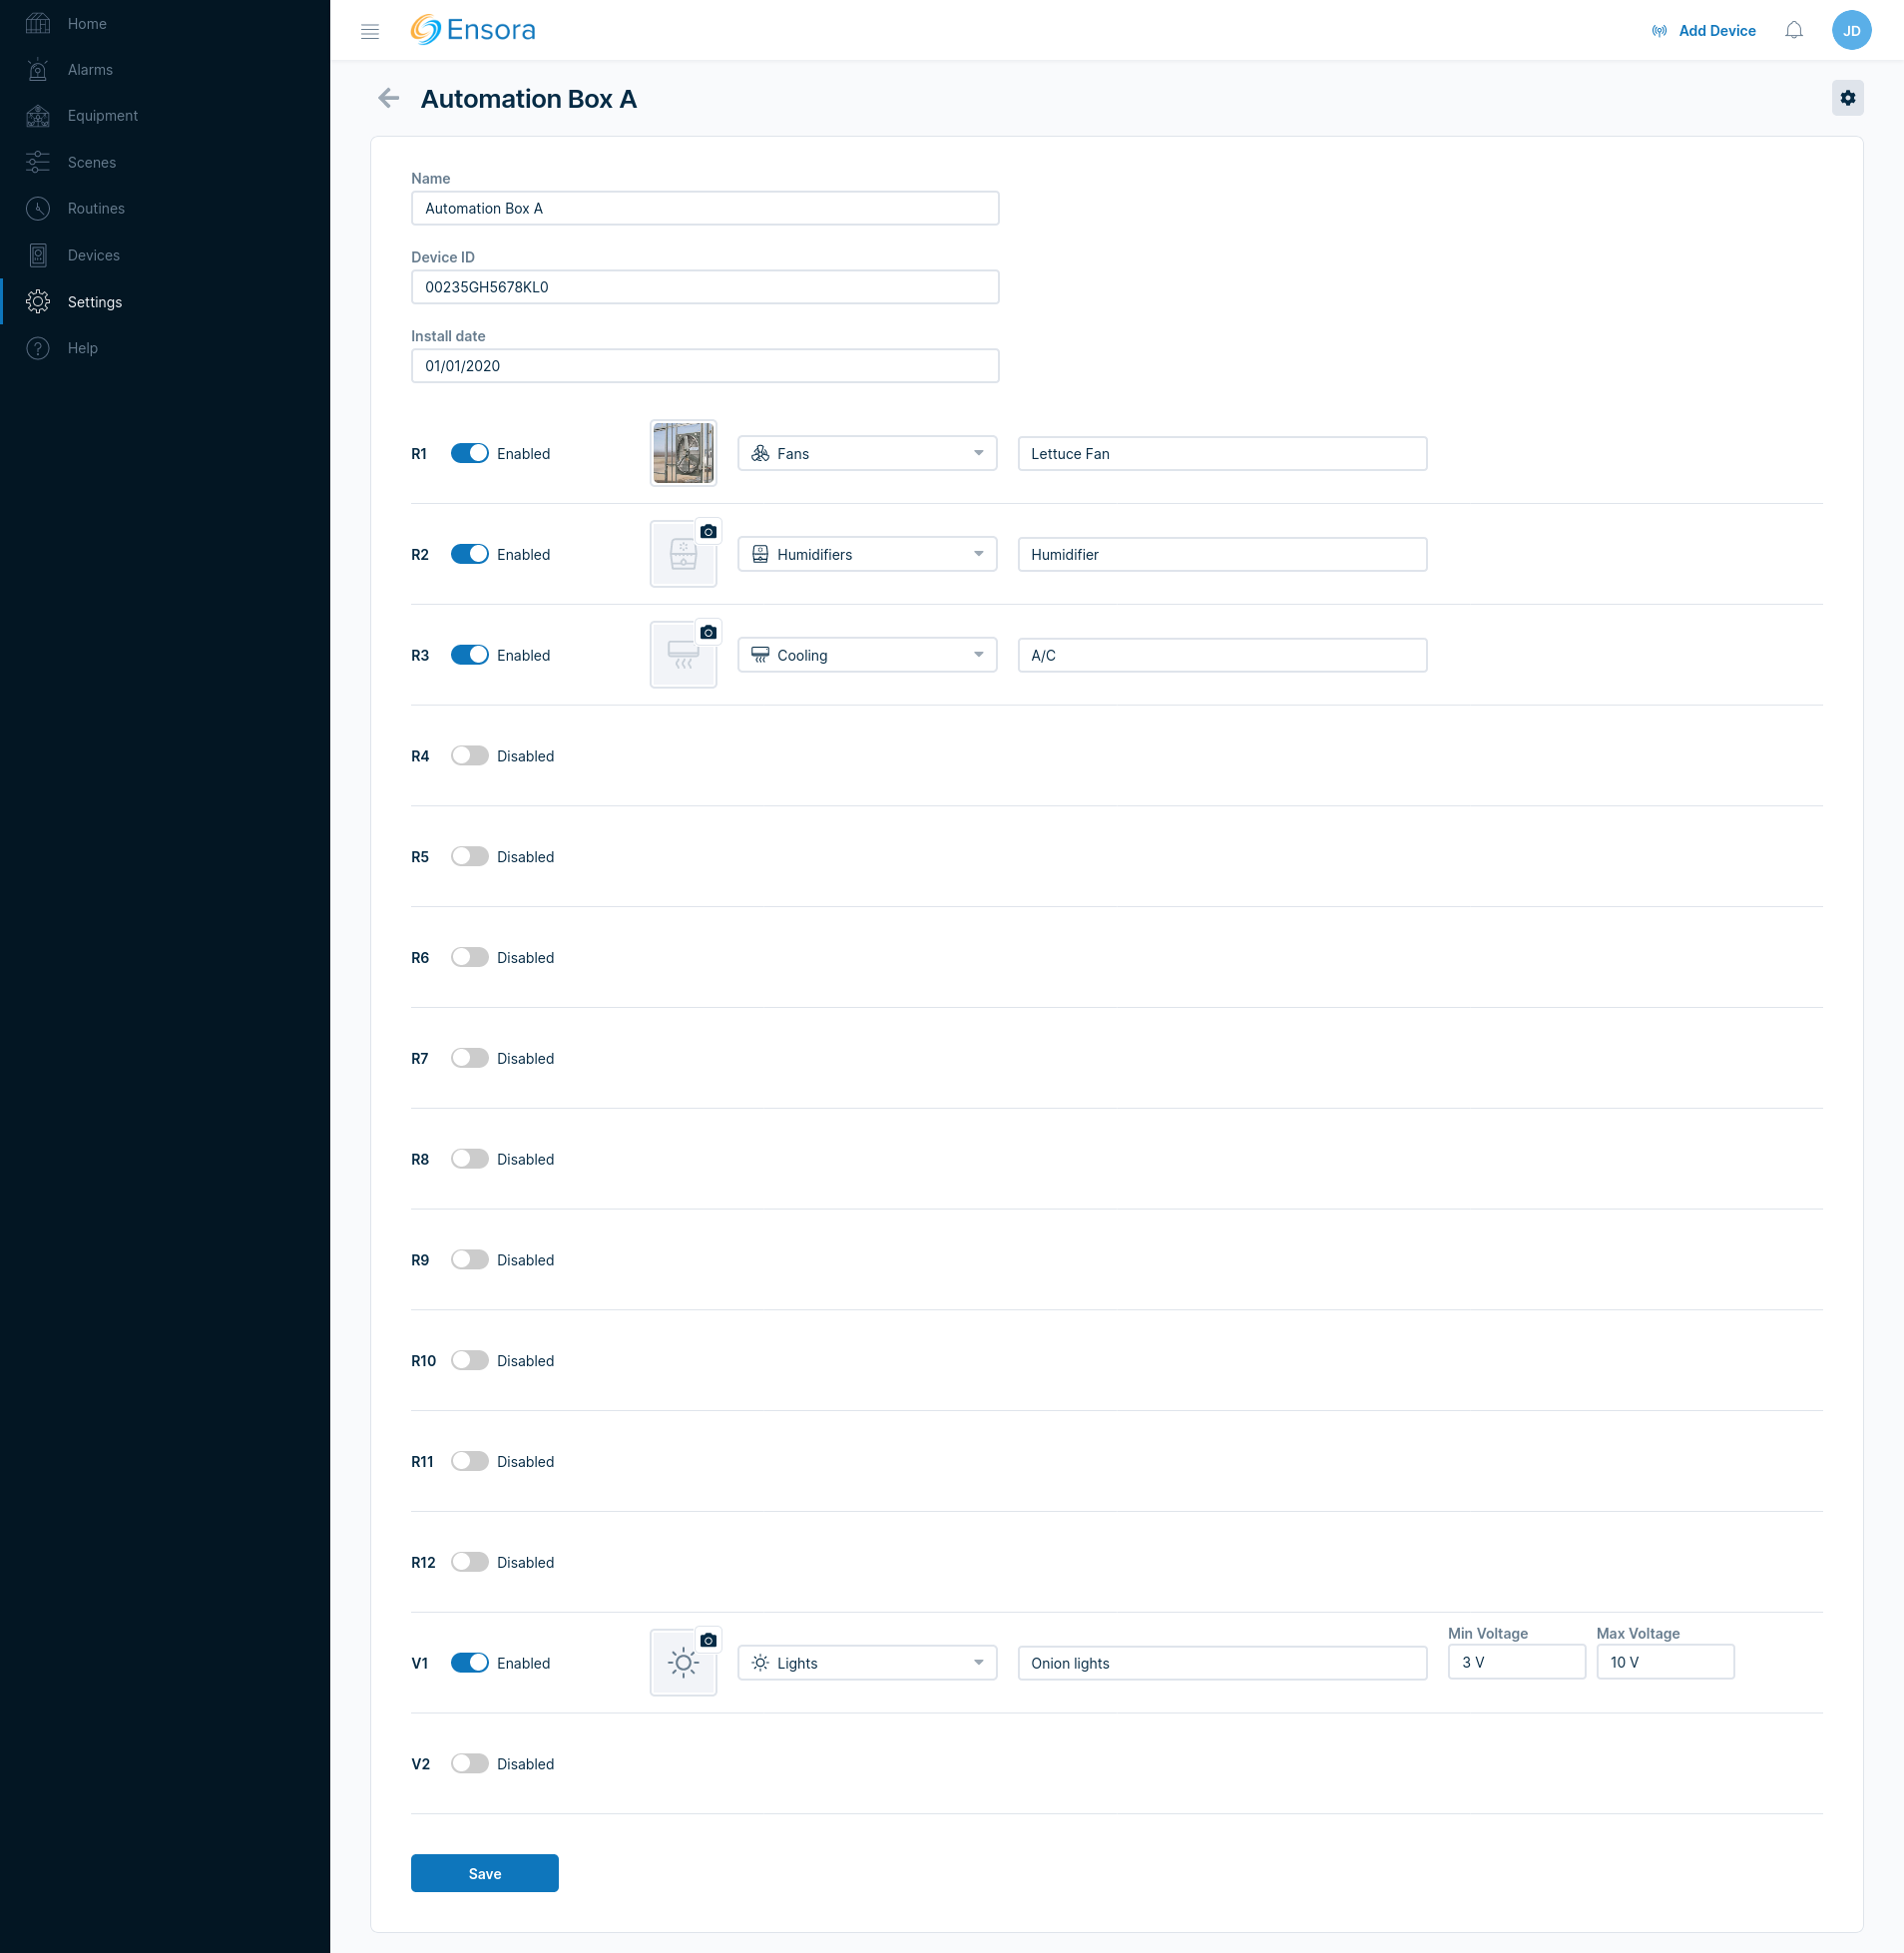 Home
Alarms
Equipment
Scenes
Routines
Devices
Settings
Help
Ensora
Add Device
JD
Automation Box A
Name
Automation Box A
Device ID
00235GH5678KL0
Install date
01/01/2020
R1 Enabled Fans Lettuce Fan
R2 Enabled Humidifiers Humidifier
R3 Enabled Cooling A/C
R4 Disabled
R5 Disabled
R6 Disabled
R7 Disabled
R8 Disabled
R9 Disabled
R10 Disabled
R11 Disabled
R12 Disabled
Min Voltage Max Voltage
V1 Enabled Lights Onion lights 3 V 10 V
V2 Disabled
Save